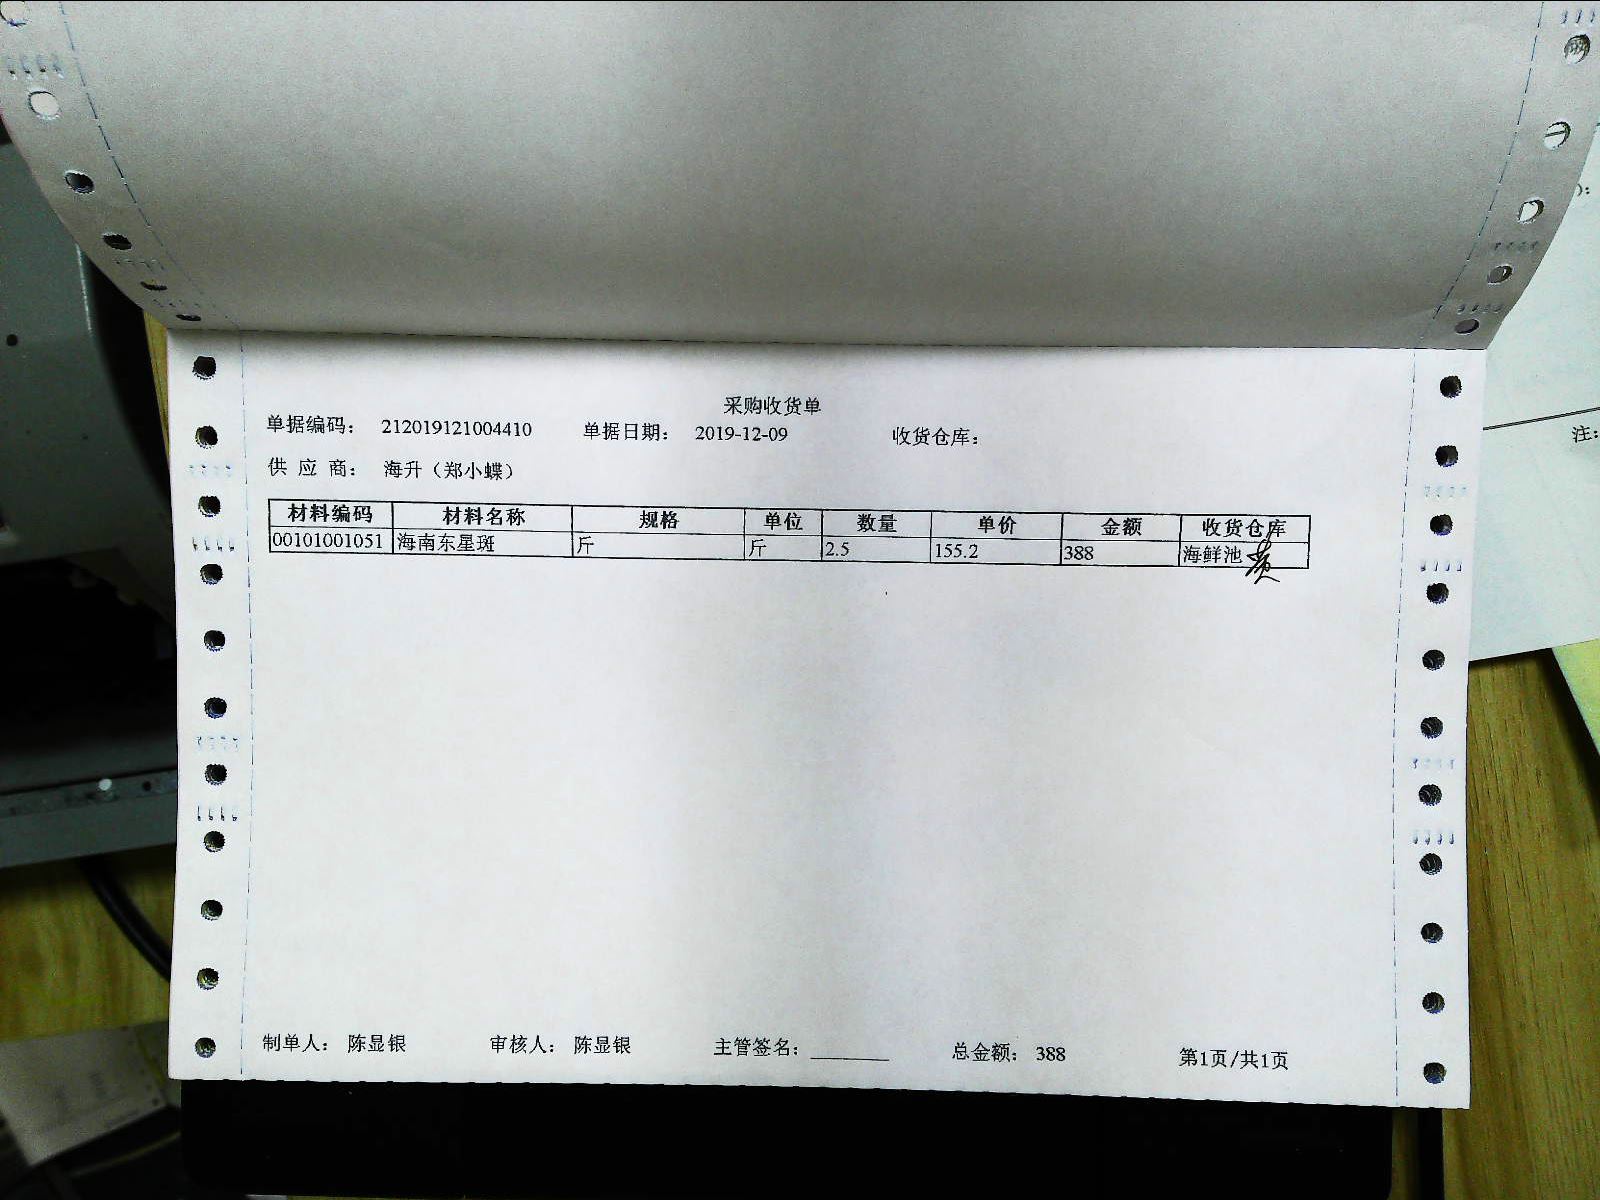 采购收货单
单据编码： 212019121004410 单据日期： 2019-12-09 收货仓库：
供 应 商： 海升（郑小蝶）
材料编码 材料名称 规格 单位 数量 单价 金额 收货仓库
00101001051 海南东星斑 斤 斤 2.5 155.2 388 海鲜池
制单人： 陈显银 审核人： 陈显银 主管签名：________ 总金额： 388 第1页/共1页
注：